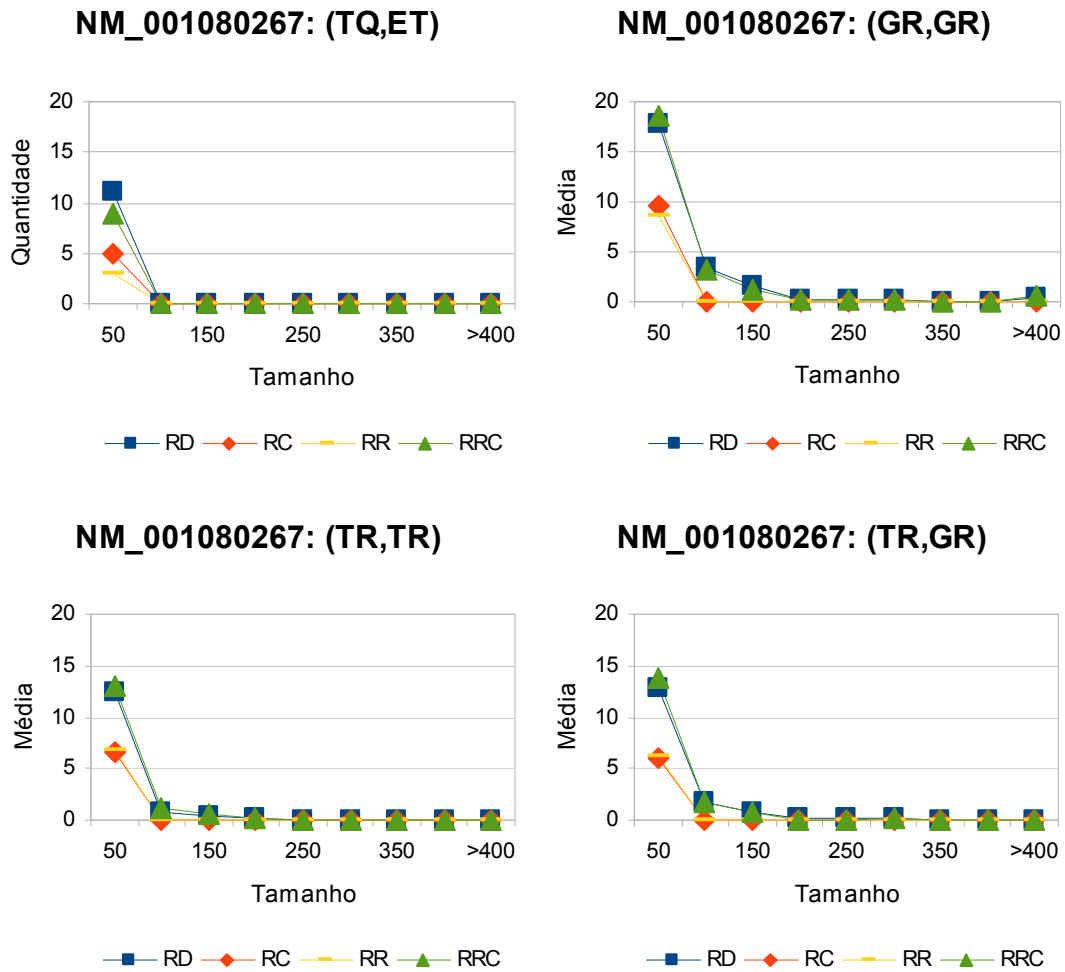 NM_001080267: (TQ,ET)
20
15
10
5
0
Quantidade
50 150 250 350 >400
Tamanho
RD RC RR RRC
NM_001080267: (GR,GR)
20
15
10
5
0
Média
50 150 250 350 >400
Tamanho
RD RC RR RRC
NM_001080267: (TR,TR)
20
15
10
5
0
Média
50 150 250 350 >400
Tamanho
RD RC RR RRC
NM_001080267: (TR,GR)
20
15
10
5
0
Média
50 150 250 350 >400
Tamanho
RD RC RR RRC